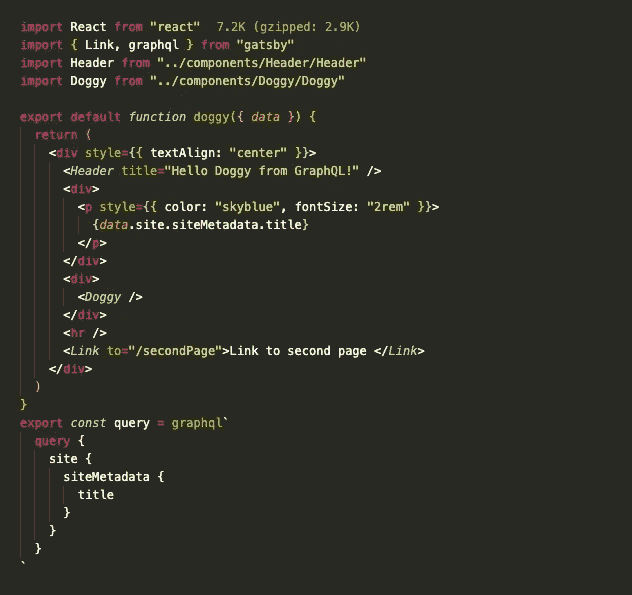 import React from "react"  7.2K (gzipped: 2.9K)
import { Link, graphql } from "gatsby"
import Header from "../components/Header/Header"
import Doggy from "../components/Doggy/Doggy"

export default function doggy({ data }) {
  return (
    <div style={{ textAlign: "center" }}>
      <Header title="Hello Doggy from GraphQL!" />
      <div>
        <p style={{ color: "skyblue", fontSize: "2rem" }}>
          {data.site.siteMetadata.title}
        </p>
      </div>
      <div>
        <Doggy />
      </div>
      <hr />
      <Link to="/secondPage">Link to second page </Link>
    </div>
  )
}
export const query = graphql`
  query {
    site {
      siteMetadata {
        title
      }
    }
  }
`